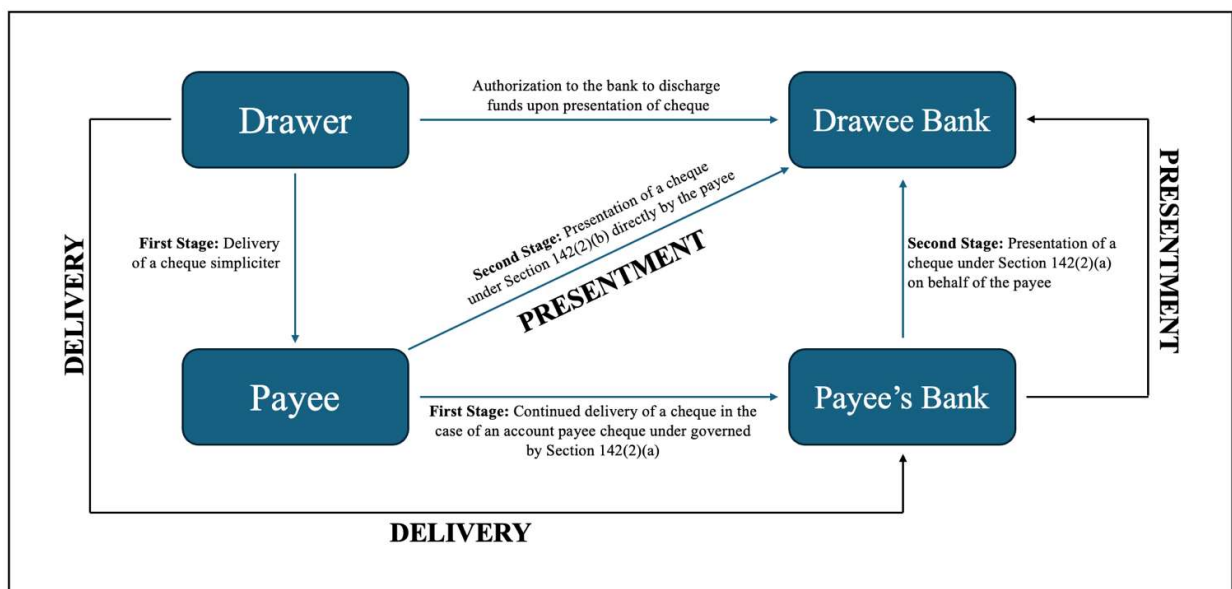 Drawer
Authorization to the bank to discharge
funds upon presentation of cheque
Drawee Bank
DELIVERY
First Stage: Delivery
of a cheque simpliciter
Second Stage: Presentation of a cheque
under Section 142(2)(b) directly by the payee
PRESENTMENT
Second Stage: Presentation of a
cheque under Section 142(2)(a)
on behalf of the payee
PRESENTMENT
Payee
First Stage: Continued delivery of a cheque in the
case of an account payee cheque under governed
by Section 142(2)(a)
Payee’s Bank
DELIVERY